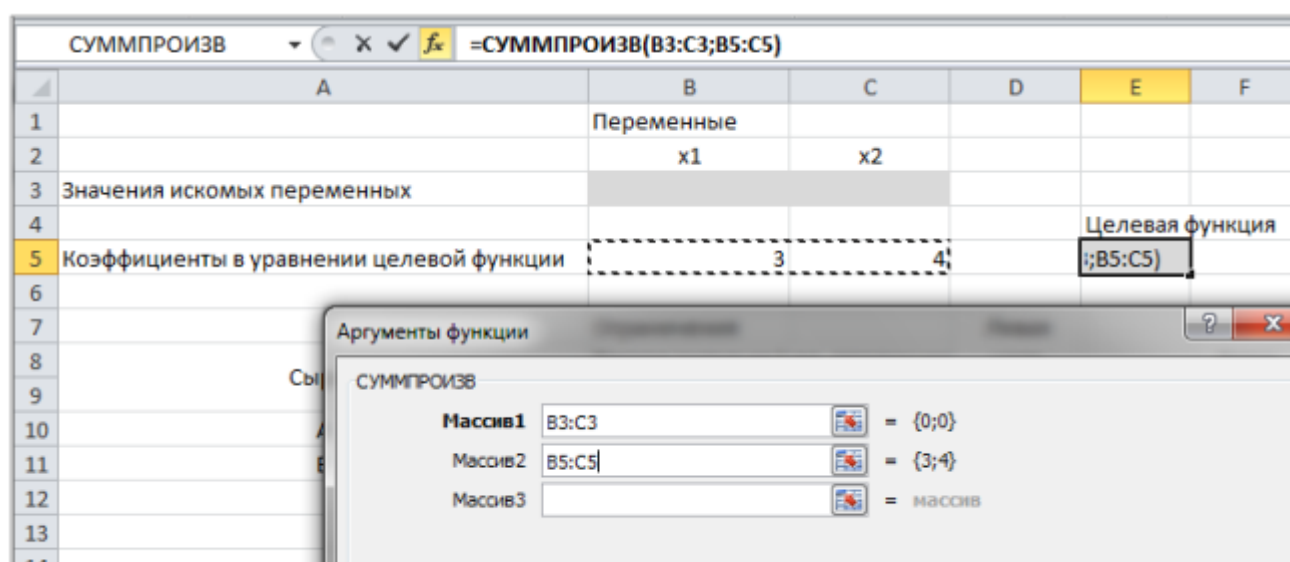 СУММПРОИЗВ fx =СУММПРОИЗВ(B3:C3;B5:C5)
A B C D E F
1 Переменные
2 x1 x2
3 Значения искомых переменных
4 Целевая функция
5 Коэффициенты в уравнении целевой функции 3 4 ;B5:C5)
6
7 Аргументы функции ?
8
Сы СУММПРОИЗВ
9
10 Массив1 B3:C3 = {0;0}
11 Массив2 B5:C5 = {3;4}
12 Массив3 = массив
13